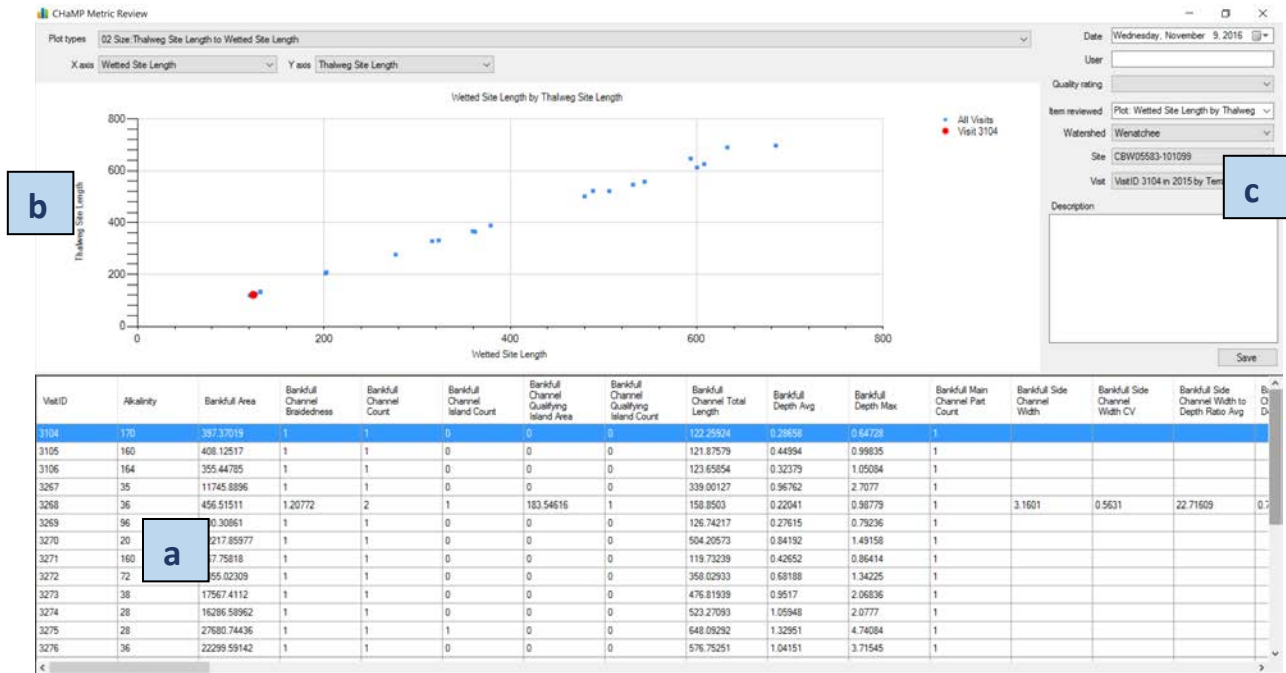 CHaMP Metric Review
Plot types 02 Size:Thalweg Site Length to Wetted Site Length
X axis Wetted Site Length Y axis Thalweg Site Length
Wetted Site Length by Thalweg Site Length
800
600
400
200
0
Thalweg Site Length
0 200 400 600 800
Wetted Site Length
All Visits
Visit 3104
b
Date Wednesday, November 9, 2016
User
Quality rating
Item reviewed Plot: Wetted Site Length by Thalweg
Watershed Wenatchee
Site CBW05583-101099
Visit VisitID 3104 in 2015 by
c
Description
Save
VisitID Alkalinity Bankfull Area Bankfull Channel Braidedness Bankfull Channel Count Bankfull Channel Island Count Bankfull Channel Qualifying Island Area Bankfull Channel Qualifying Island Count Bankfull Channel Total Length Bankfull Depth Avg Bankfull Depth Max Bankfull Main Channel Part Count Bankfull Side Channel Width Bankfull Side Channel Width CV Bankfull Side Channel Width to Depth Ratio Avg
3104 170 397.37019 1 1 0 0 0 122.25924 0.28658 0.64728 1
3105 160 408.12517 1 1 0 0 0 121.87579 0.44994 0.99835 1
3106 164 355.44785 1 1 0 0 0 123.65854 0.32379 1.05084 1
3267 35 11745.8896 1 1 0 0 0 339.00127 0.96762 2.7077 1
3268 36 456.51511 1.20772 2 1 183.54616 1 158.8503 0.22041 0.98779 1 3.1601 0.5631 22.71609
3269 96 1 1 0 0 0 126.74217 0.27615 0.79236 1
3270 20 1 1 0 0 0 504.20573 0.84192 1.49158 1
3271 160 1 1 0 0 0 119.73239 0.42652 0.86414 1
3272 72 1 1 0 0 0 358.02933 0.68188 1.34225 1
3273 38 17567.4112 1 1 0 0 0 476.81939 0.9517 2.06836 1
3274 28 16286.58962 1 1 0 0 0 523.27093 1.05948 2.0777 1
3275 28 27680.74436 1 1 1 0 0 648.09292 1.32951 4.74084 1
3276 36 22299.59142 1 1 0 0 0 576.75251 1.04151 3.71545 1
a